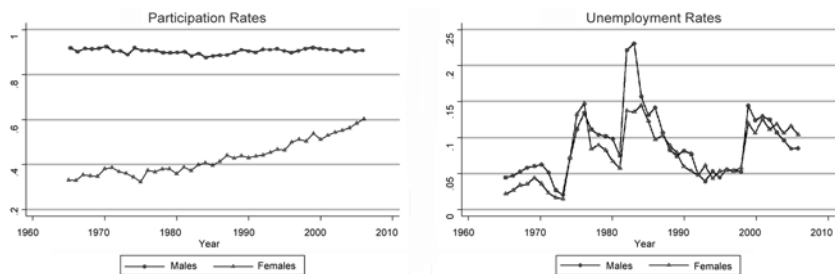 Participation Rates
1
.8
.6
.4
.2
1960 1970 1980 1990 2000 2010
Year
Males Females
Unemployment Rates
.25
.2
.15
.1
.05
0
1960 1970 1980 1990 2000 2010
Year
Males Females